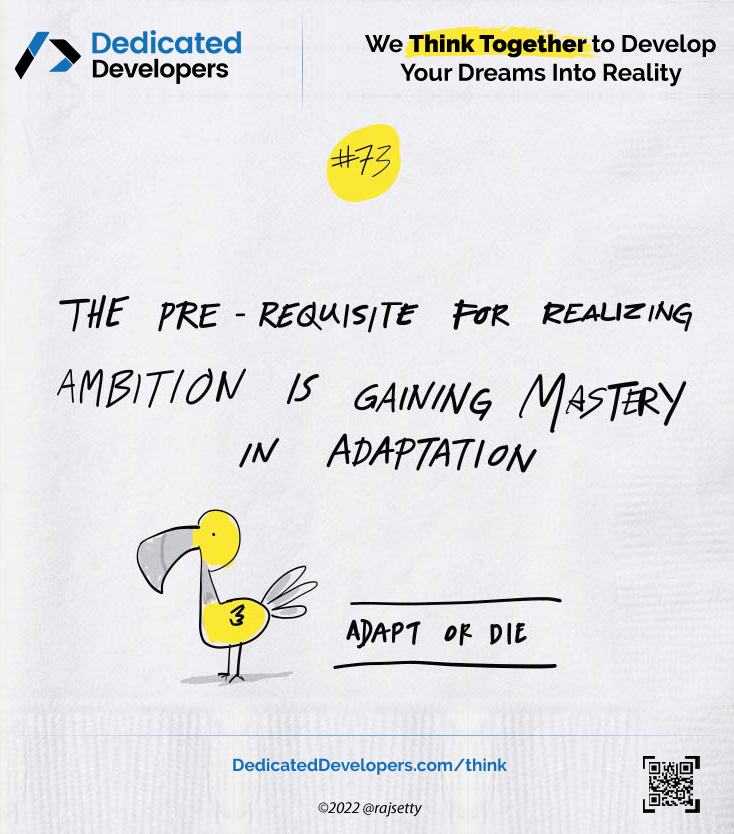 Dedicated
Developers
We Think Together to Develop
Your Dreams Into Reality
#73
THE PRE-REQUISITE FOR REALIZING
AMBITION IS GAINING MASTERY
IN ADAPTATION
ADAPT OR DIE
DedicatedDevelopers.com/think
©2022 @rajsetty